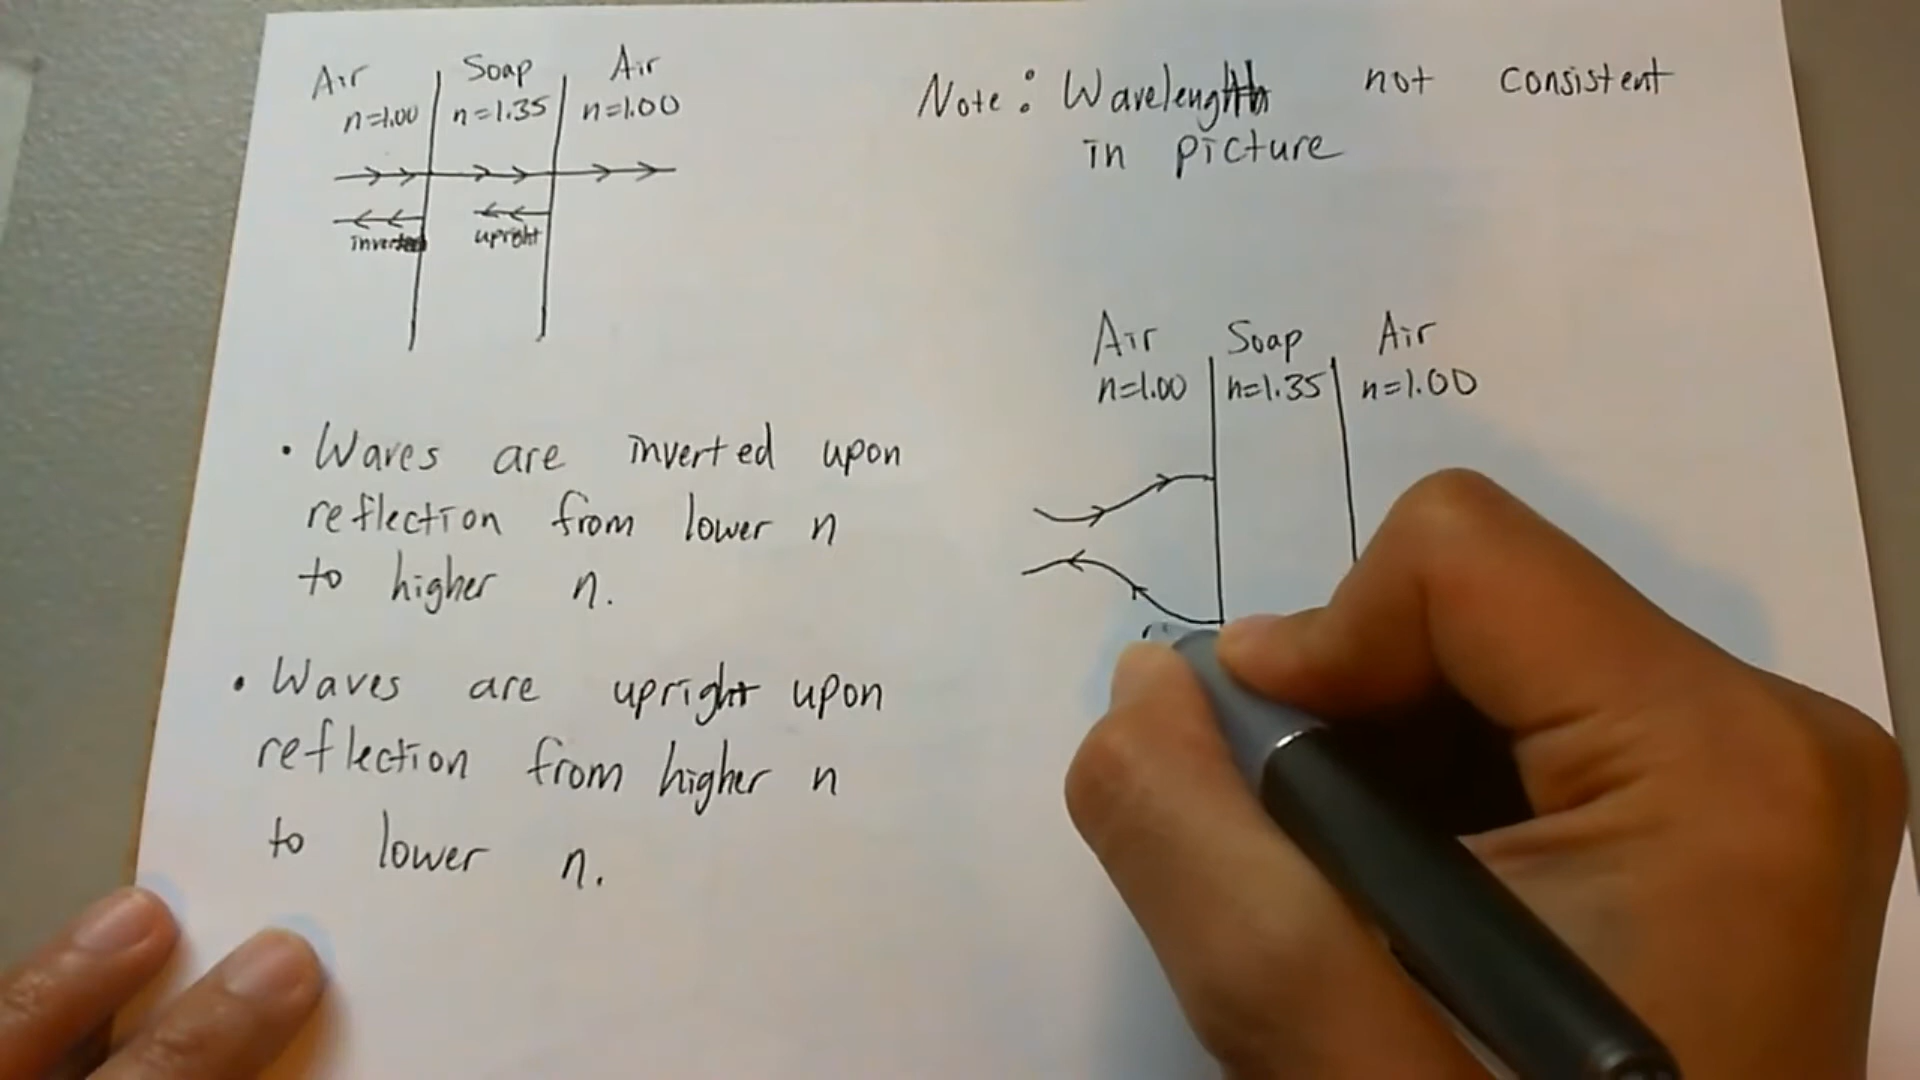 Air Soap Air
n=1.00 n=1.35 n=1.00
inverted upright
• Waves are inverted upon
reflection from lower n
to higher n.
• Waves are upright upon
reflection from higher n
to lower n.
Note: Wavelength not consistent
in picture
Air Soap Air
n=1.00 n=1.35 n=1.00